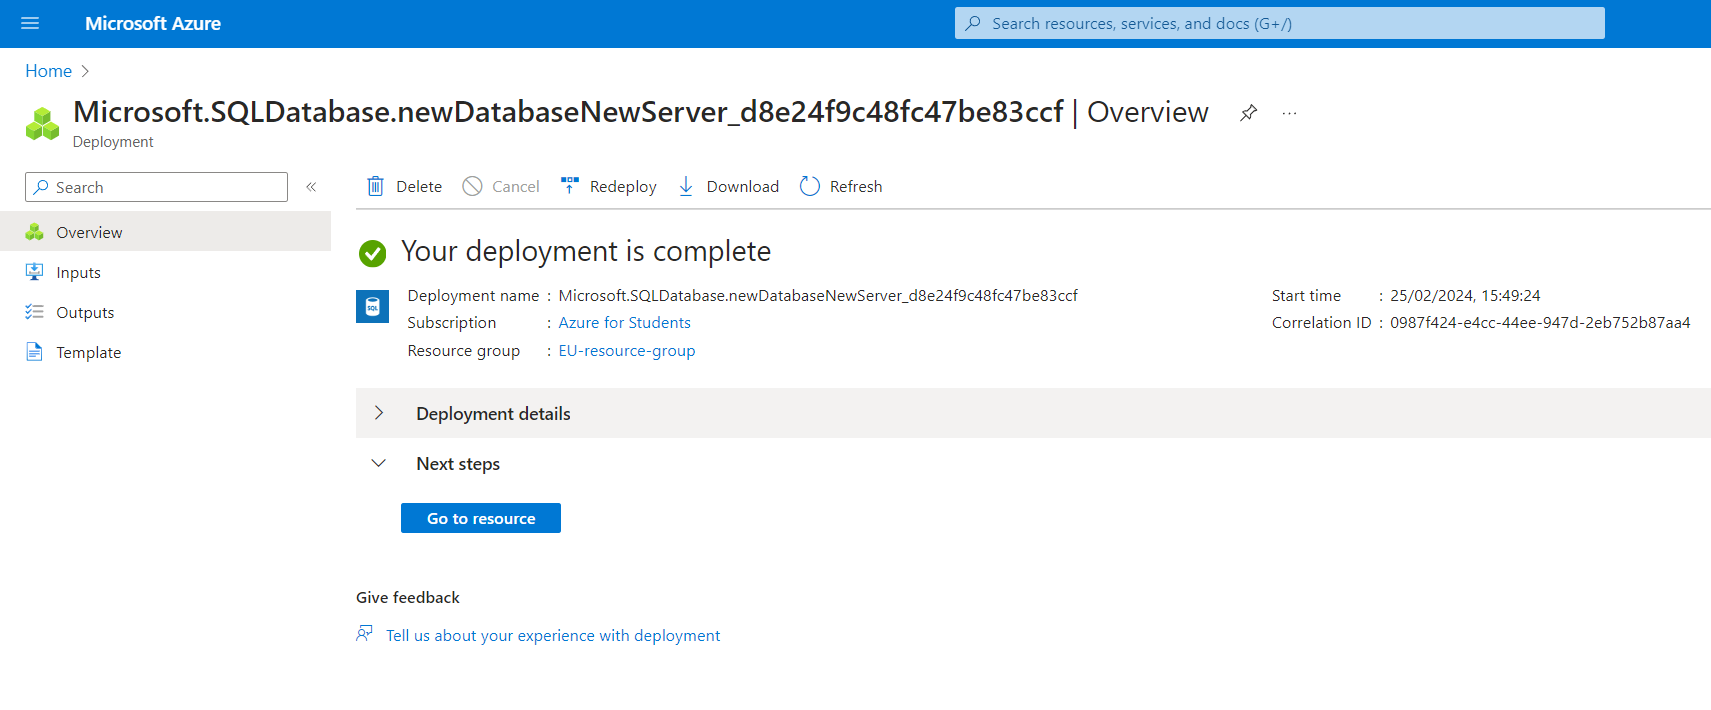 Microsoft Azure
Search resources, services, and docs (G+/)
Home
Microsoft.SQLDatabase.newDatabaseNewServer_d8e24f9c48fc47be83ccf | Overview
Deployment
Search
Delete Cancel Redeploy Download Refresh
Overview
Inputs
Outputs
Template
Your deployment is complete
Deployment name : Microsoft.SQLDatabase.newDatabaseNewServer_d8e24f9c48fc47be83ccf
Subscription : Azure for Students
Resource group : EU-resource-group
Start time : 25/02/2024, 15:49:24
Correlation ID : 0987f424-e4cc-44ee-947d-2eb752b87aa4
SQL
Deployment details
Next steps
Go to resource
Give feedback
Tell us about your experience with deployment